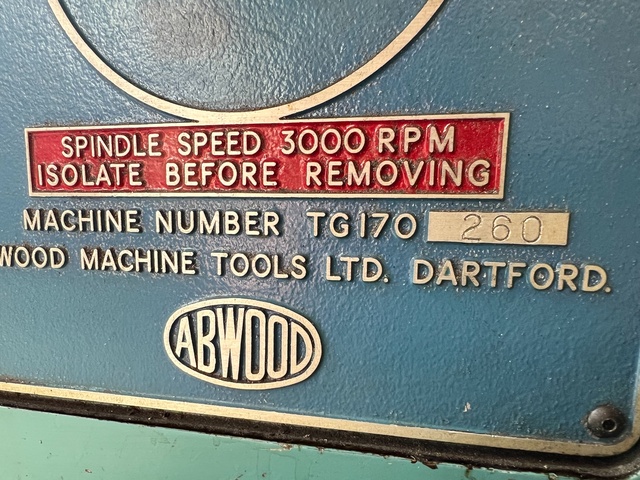 SPINDLE SPEED 3000 RPM
ISOLATE BEFORE REMOVING
MACHINE NUMBER TG170 260
WOOD MACHINE TOOLS LTD. DARTFORD.
ABWOOD